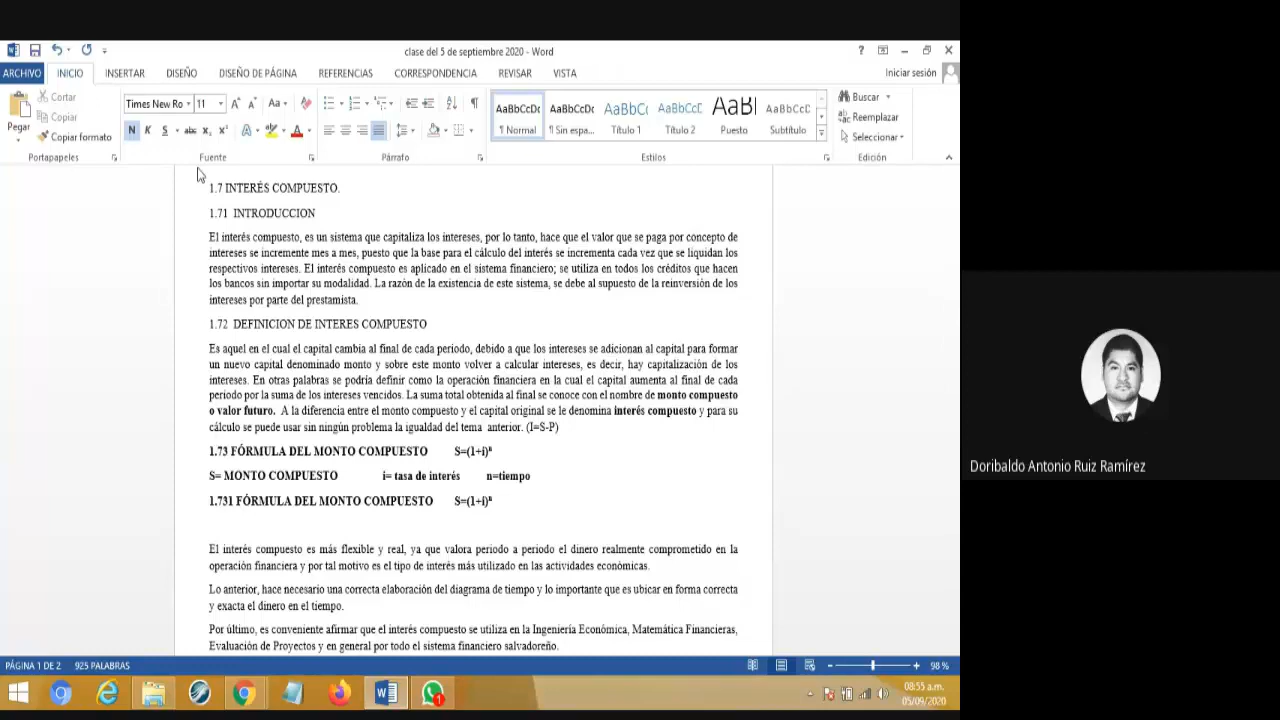 clase del 5 de septiembre 2020 - Word
ARCHIVO INICIO INSERTAR DISEÑO DISEÑO DE PÁGINA REFERENCIAS CORRESPONDENCIA REVISAR VISTA Iniciar sesión
Pegar Cortar
Copiar
Copiar formato
Portapapeles
Times New Ro 11
N K S abc x₂ x²
Fuente
Párrafo
AaBbCcDc AaBbCcDc AaBbCc AaBbCcD AaBl AaBbCcD
¶ Normal ¶ Sin espa... Título 1 Título 2 Puesto Subtítulo
Estilos
Buscar
Reemplazar
Seleccionar
Edición
1.7 INTERÉS COMPUESTO.
1.71 INTRODUCCION
El interés compuesto, es un sistema que capitaliza los intereses, por lo tanto, hace que el valor que se paga por concepto de
intereses se incremente mes a mes, puesto que la base para el cálculo del interés se incrementa cada vez que se liquidan los
respectivos intereses. El interés compuesto es aplicado en el sistema financiero; se utiliza en todos los créditos que hacen
los bancos sin importar su modalidad. La razón de la existencia de este sistema, se debe al supuesto de la reinversión de los
intereses por parte del prestamista.
1.72 DEFINICION DE INTERES COMPUESTO
Es aquel en el cual el capital cambia al final de cada periodo, debido a que los intereses se adicionan al capital para formar
un nuevo capital denominado monto y sobre este monto volver a calcular intereses, es decir, hay capitalización de los
intereses. En otras palabras se podría definir como la operación financiera en la cual el capital aumenta al final de cada
periodo por la suma de los intereses vencidos. La suma total obtenida al final se conoce con el nombre de monto compuesto
o valor futuro. A la diferencia entre el monto compuesto y el capital original se le denomina interés compuesto y para su
cálculo se puede usar sin ningún problema la igualdad del tema anterior. (I=S-P)
1.73 FÓRMULA DEL MONTO COMPUESTO S=(1+i)ⁿ
S= MONTO COMPUESTO i= tasa de interés n=tiempo
1.731 FÓRMULA DEL MONTO COMPUESTO S=(1+i)ⁿ
El interés compuesto es más flexible y real, ya que valora periodo a periodo el dinero realmente comprometido en la
operación financiera y por tal motivo es el tipo de interés más utilizado en las actividades económicas.
Lo anterior, hace necesario una correcta elaboración del diagrama de tiempo y lo importante que es ubicar en forma correcta
y exacta el dinero en el tiempo.
Por último, es conveniente afirmar que el interés compuesto se utiliza en la Ingeniería Económica, Matemática Financieras,
Evaluación de Proyectos y en general por todo el sistema financiero salvadoreño.
PÁGINA 1 DE 2 925 PALABRAS 98 %
08:55 a.m.
05/09/2020
Doribaldo Antonio Ruiz Ramírez